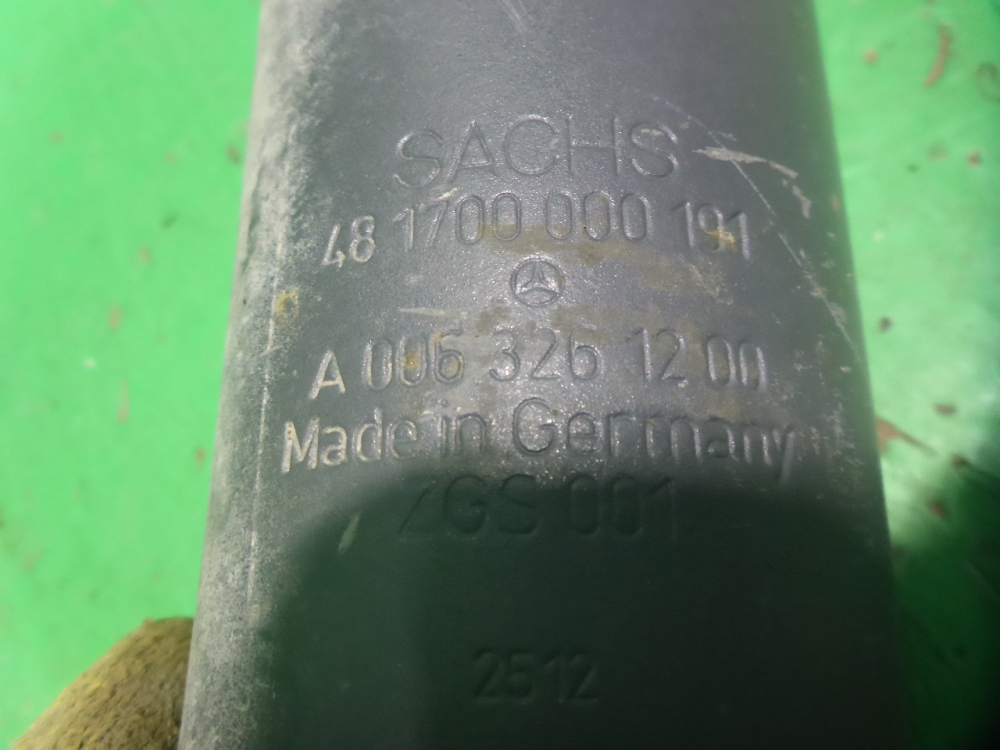 SACHS
48 1700 000 191
A 006 326 12 00
Made in Germany
ZGS 001
2512